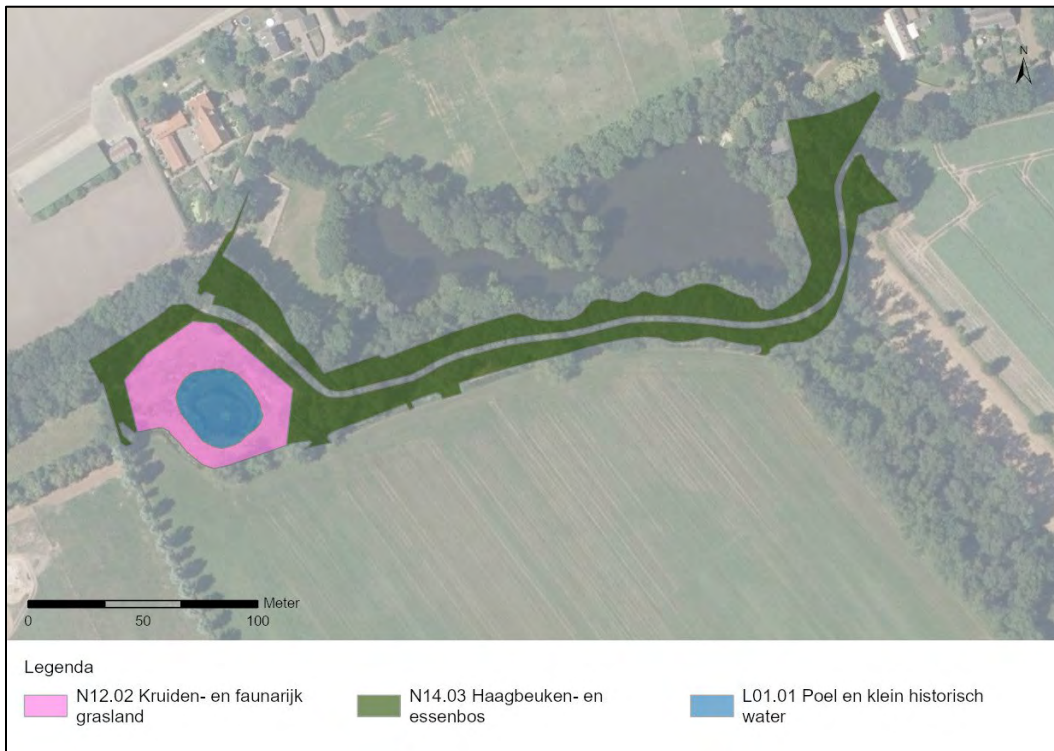 N
Meter
0 50 100
Legenda
N12.02 Kruiden- en faunarijk
grasland
N14.03 Haagbeuken- en
essenbos
L01.01 Poel en klein historisch
water